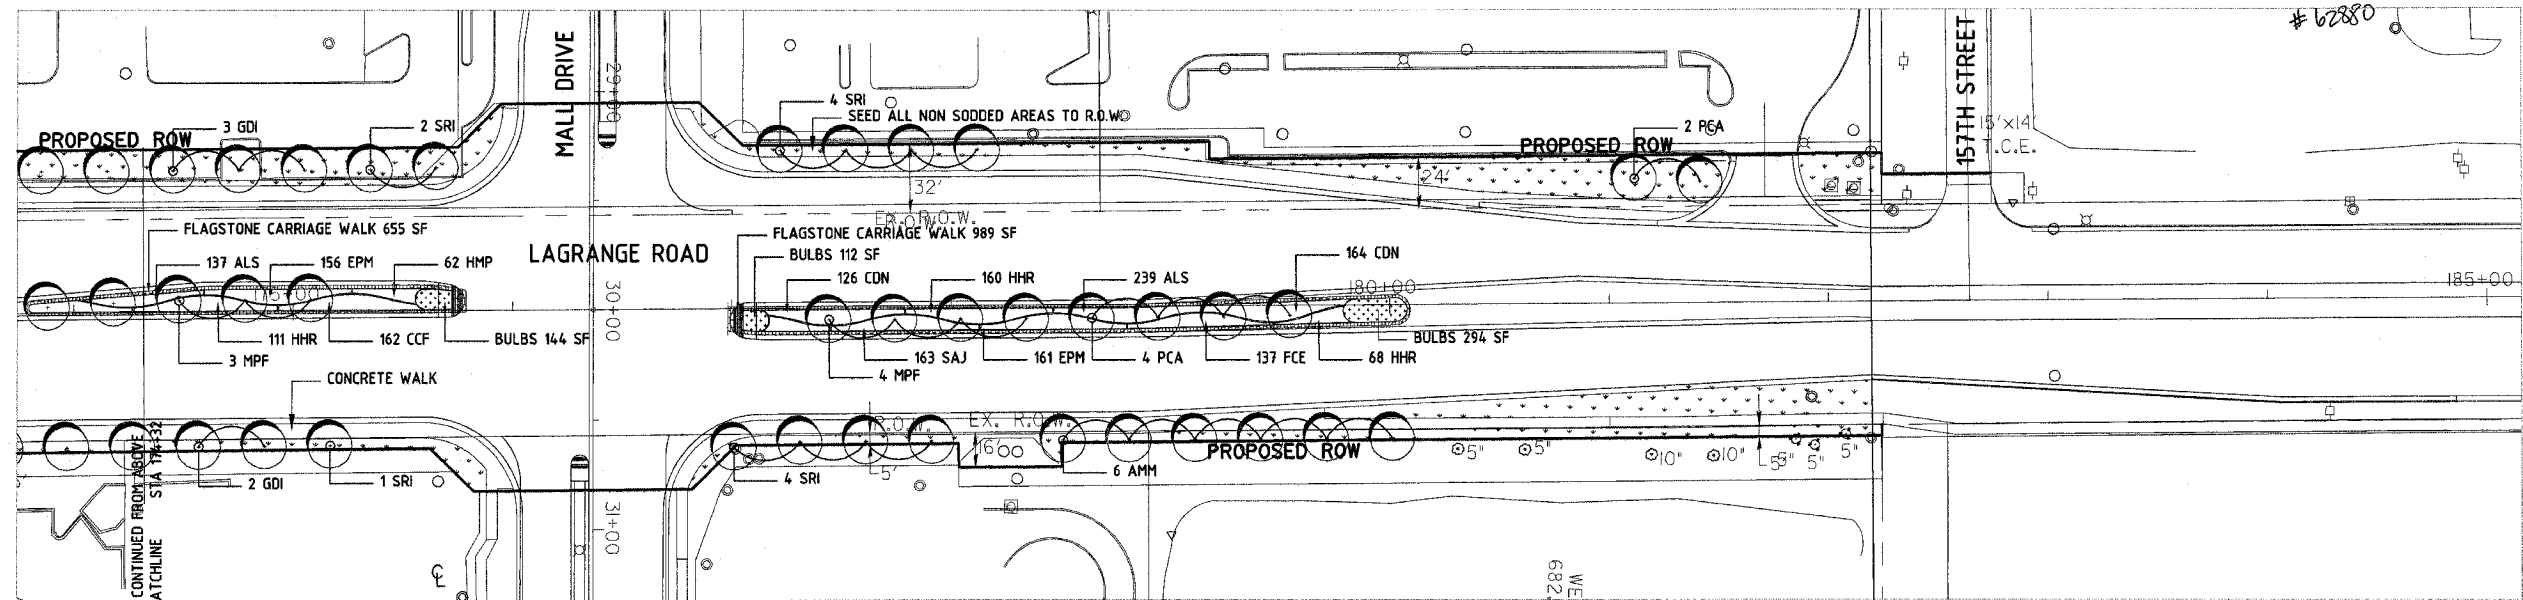 # 62880
MALL DRIVE
29+00
157TH STREET
15'x14'
T.C.E.
4 SRI
SEED ALL NON SODDED AREAS TO R.O.W.
PROPOSED ROW
3 GDI
2 SRI
PROPOSED ROW
2 PCA
32'
24'
FLAGSTONE CARRIAGE WALK 655 SF
LAGRANGE ROAD
FLAGSTONE CARRIAGE WALK 989 SF
BULBS 112 SF
137 ALS
156 EPM
62 HMP
126 CDN
160 HHR
239 ALS
164 CDN
30+00
180+00
185+00
111 HHR
162 CCF
BULBS 144 SF
3 MPF
163 SAJ
161 EPM
4 PCA
137 FCE
68 HHR
BULBS 294 SF
4 MPF
CONCRETE WALK
EX. R.O.W.
PROPOSED ROW
5"
5"
10"
10"
5"
5"
5"
2 GDI
1 SRI
4 SRI
5'
6 AMM
CONTINUED FROM ABOVE
STA 174+32
31+00